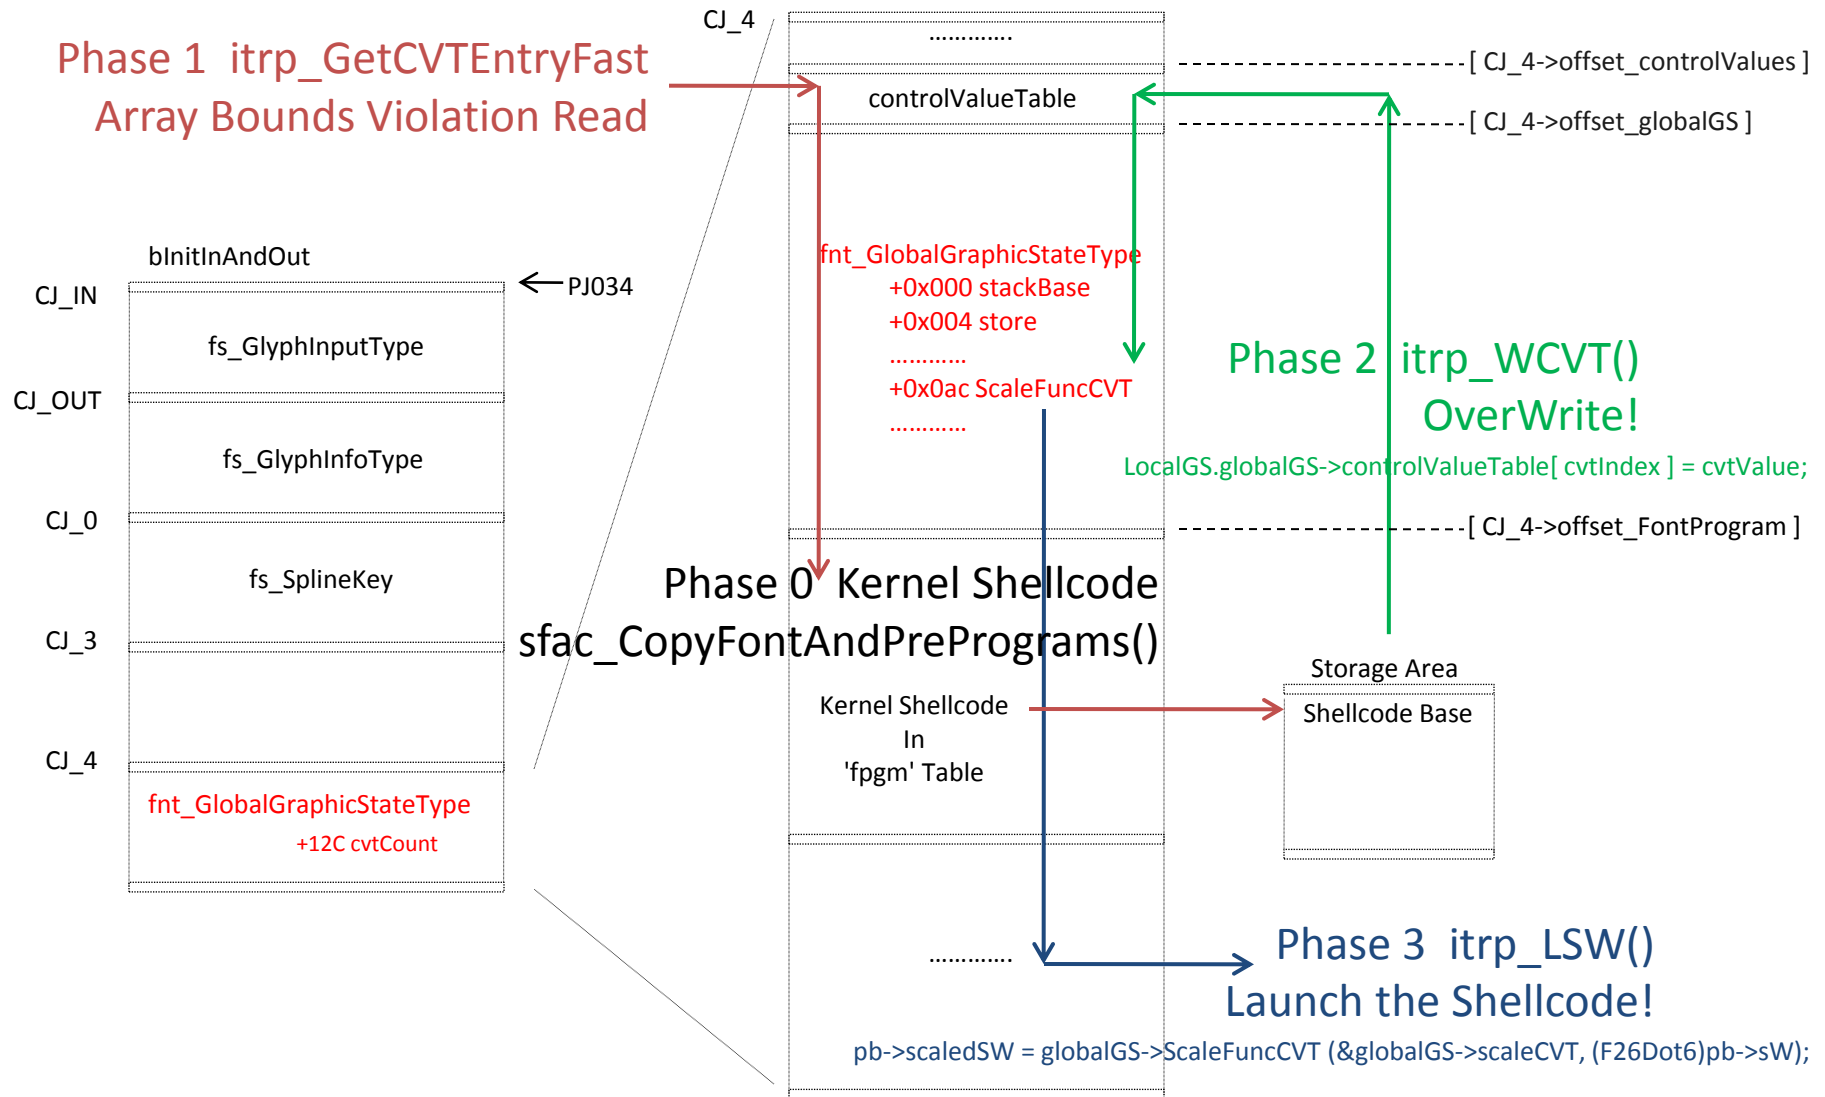 CJ_4
………….
Phase 1 itrp_GetCVTEntryFast
Array Bounds Violation Read
[ CJ_4->offset_controlValues ]
controlValueTable
[ CJ_4->offset_globalGS ]
bInitInAndOut
PJ034
CJ_IN
fs_GlyphInputType
CJ_OUT
fs_GlyphInfoType
CJ_0
fs_SplineKey
CJ_3
CJ_4
fnt_GlobalGraphicStateType
+12C cvtCount
fnt_GlobalGraphicStateType
+0x000 stackBase
+0x004 store
…………
+0x0ac ScaleFuncCVT
…………
Phase 2 itrp_WCVT()
OverWrite!
LocalGS.globalGS->controlValueTable[ cvtIndex ] = cvtValue;
[ CJ_4->offset_FontProgram ]
Phase 0 Kernel Shellcode
sfac_CopyFontAndPrePrograms()
Kernel Shellcode
In
'fpgm' Table
Storage Area
Shellcode Base
………….
Phase 3 itrp_LSW()
Launch the Shellcode!
pb->scaledSW = globalGS->ScaleFuncCVT (&globalGS->scaleCVT, (F26Dot6)pb->sW);